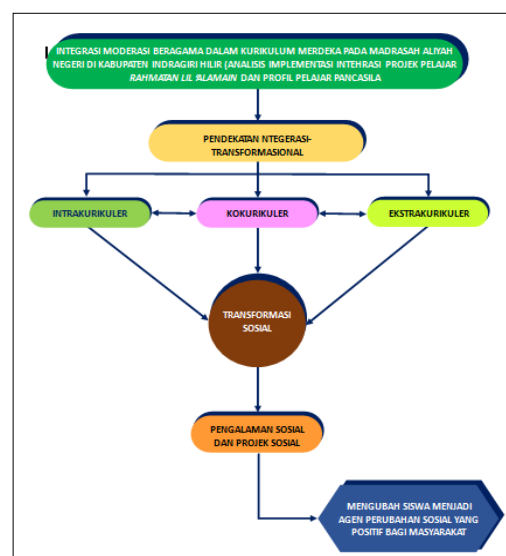 INTEGRASI MODERASI BERAGAMA DALAM KURIKULUM MERDEKA PADA MADRASAH ALIYAH
NEGERI DI KABUPATEN INDRAGIRI HILIR (ANALISIS IMPLEMENTASI INTEHRASI PROJEK PELAJAR
RAHMATAN LIL 'ALAMAIN DAN PROFIL PELAJAR PANCASILA
PENDEKATAN NTEGERASI-
TRANSFORMASIONAL
INTRAKURIKULER
KOKURIKULER
EKSTRAKURIKULER
TRANSFORMASI
SOSIAL
PENGALAMAN SOSIAL
DAN PROJEK SOSIAL
MENGUBAH SISWA MENJADI
AGEN PERUBAHAN SOSIAL YANG
POSITIF BAGI MASYARAKAT